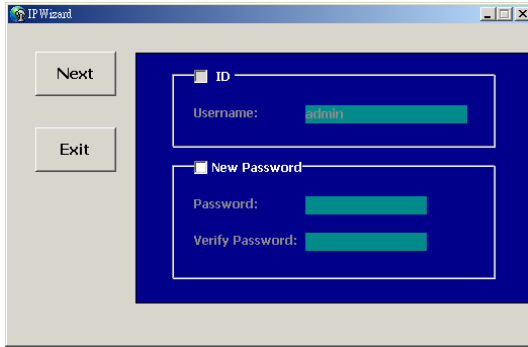 IP Wizard
Next
ID
Username: admin
Exit
New Password
Password:
Verify Password: